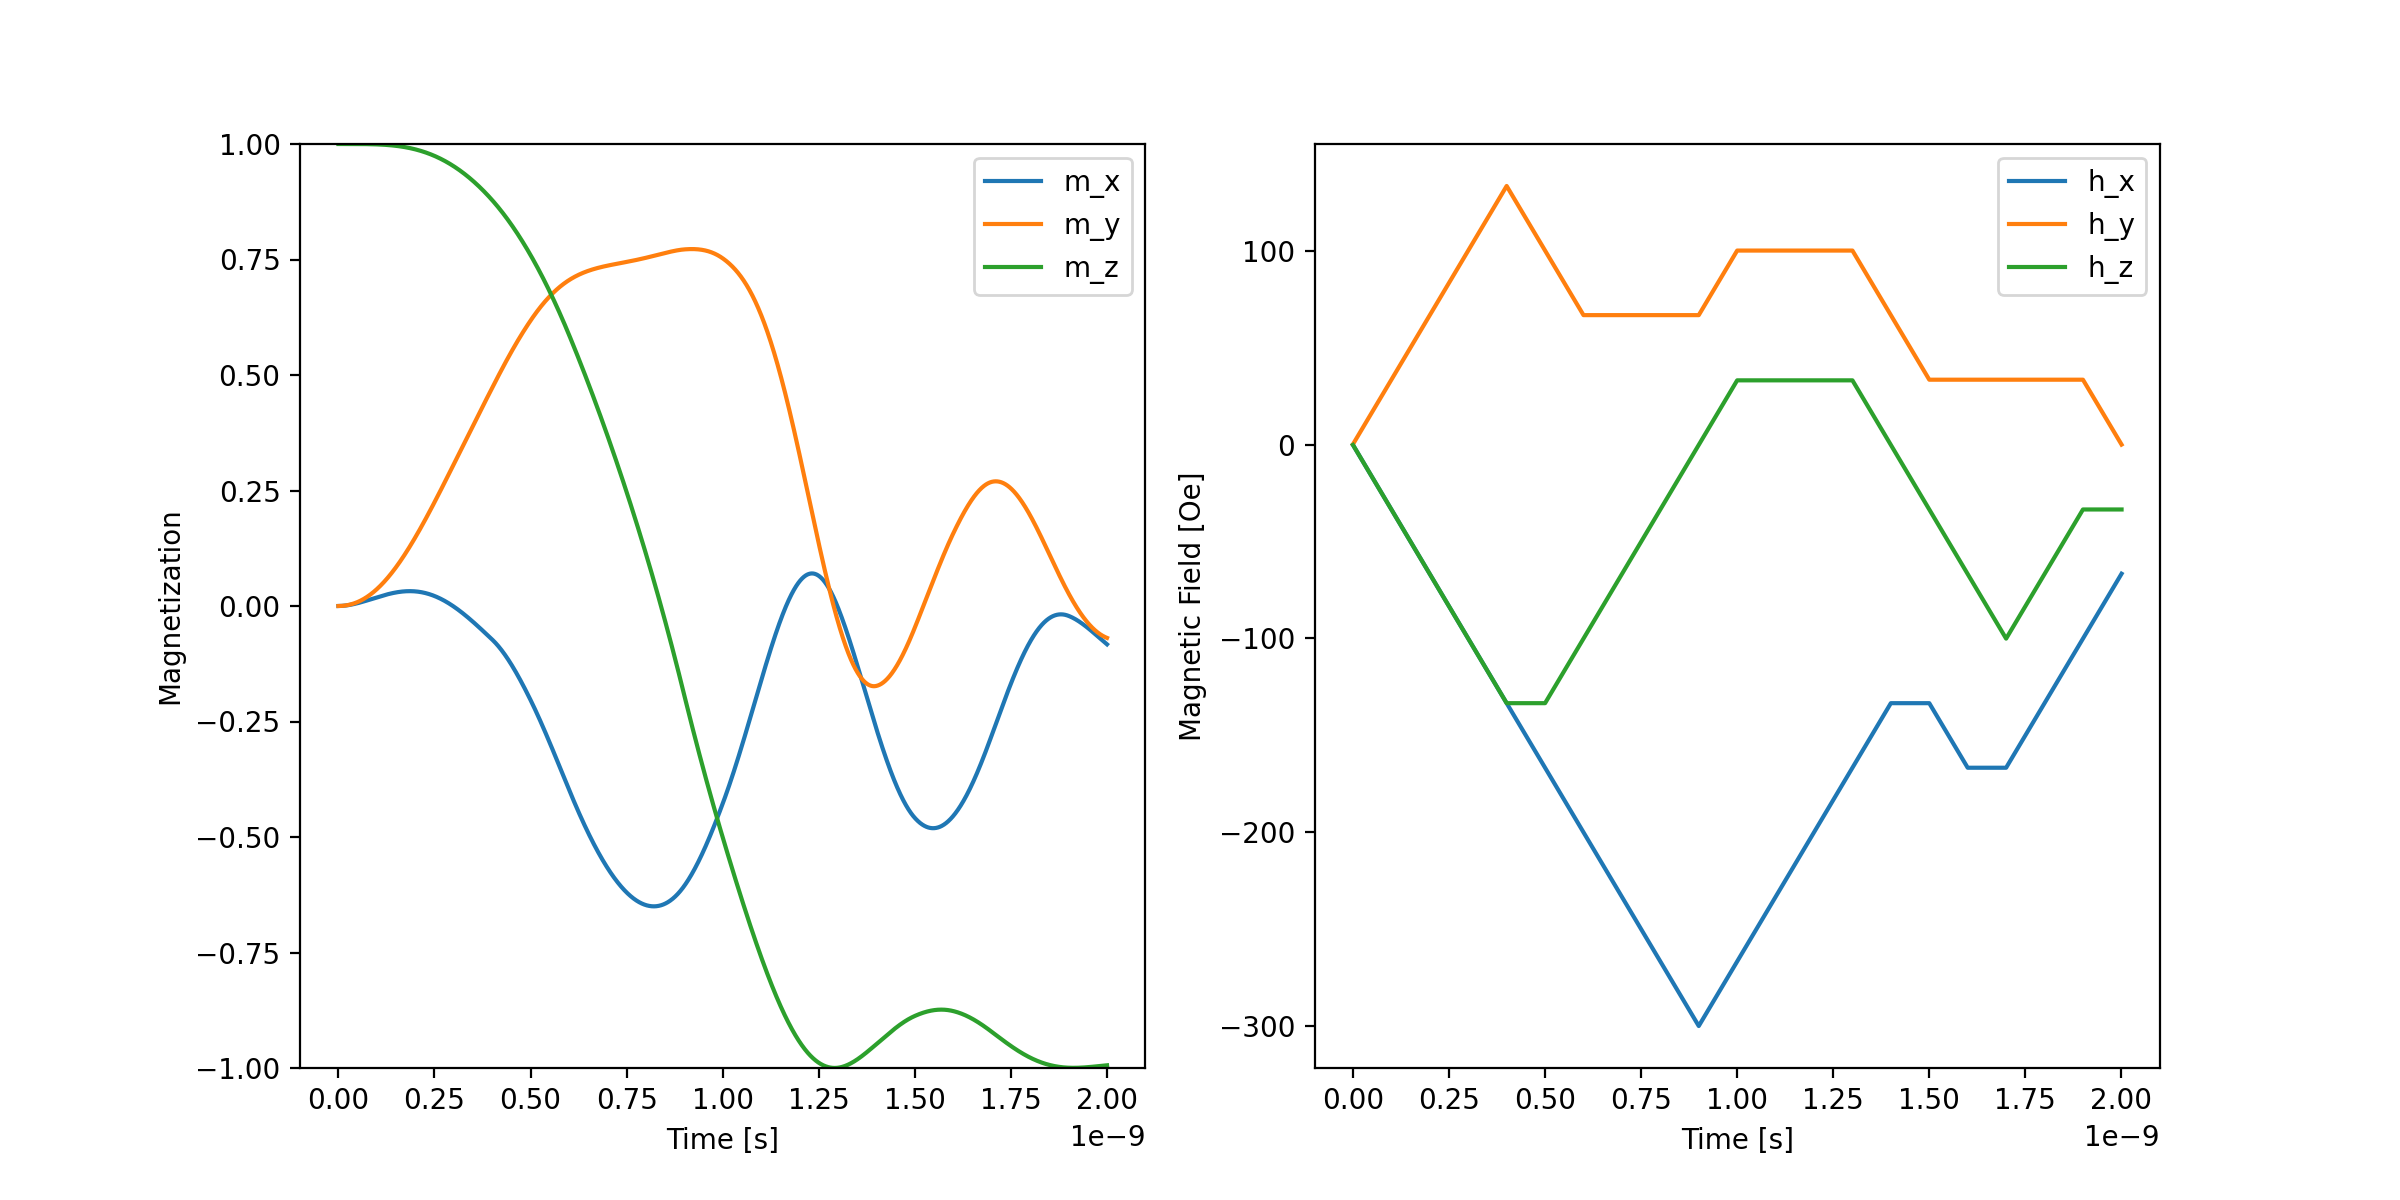 Magnetization
1.00
0.75
0.50
0.25
0.00
−0.25
−0.50
−0.75
−1.00
m_x
m_y
m_z
0.00 0.25 0.50 0.75 1.00 1.25 1.50 1.75 2.00
Time [s]
1e−9
Magnetic Field [Oe]
100
0
−100
−200
−300
h_x
h_y
h_z
0.00 0.25 0.50 0.75 1.00 1.25 1.50 1.75 2.00
Time [s]
1e−9